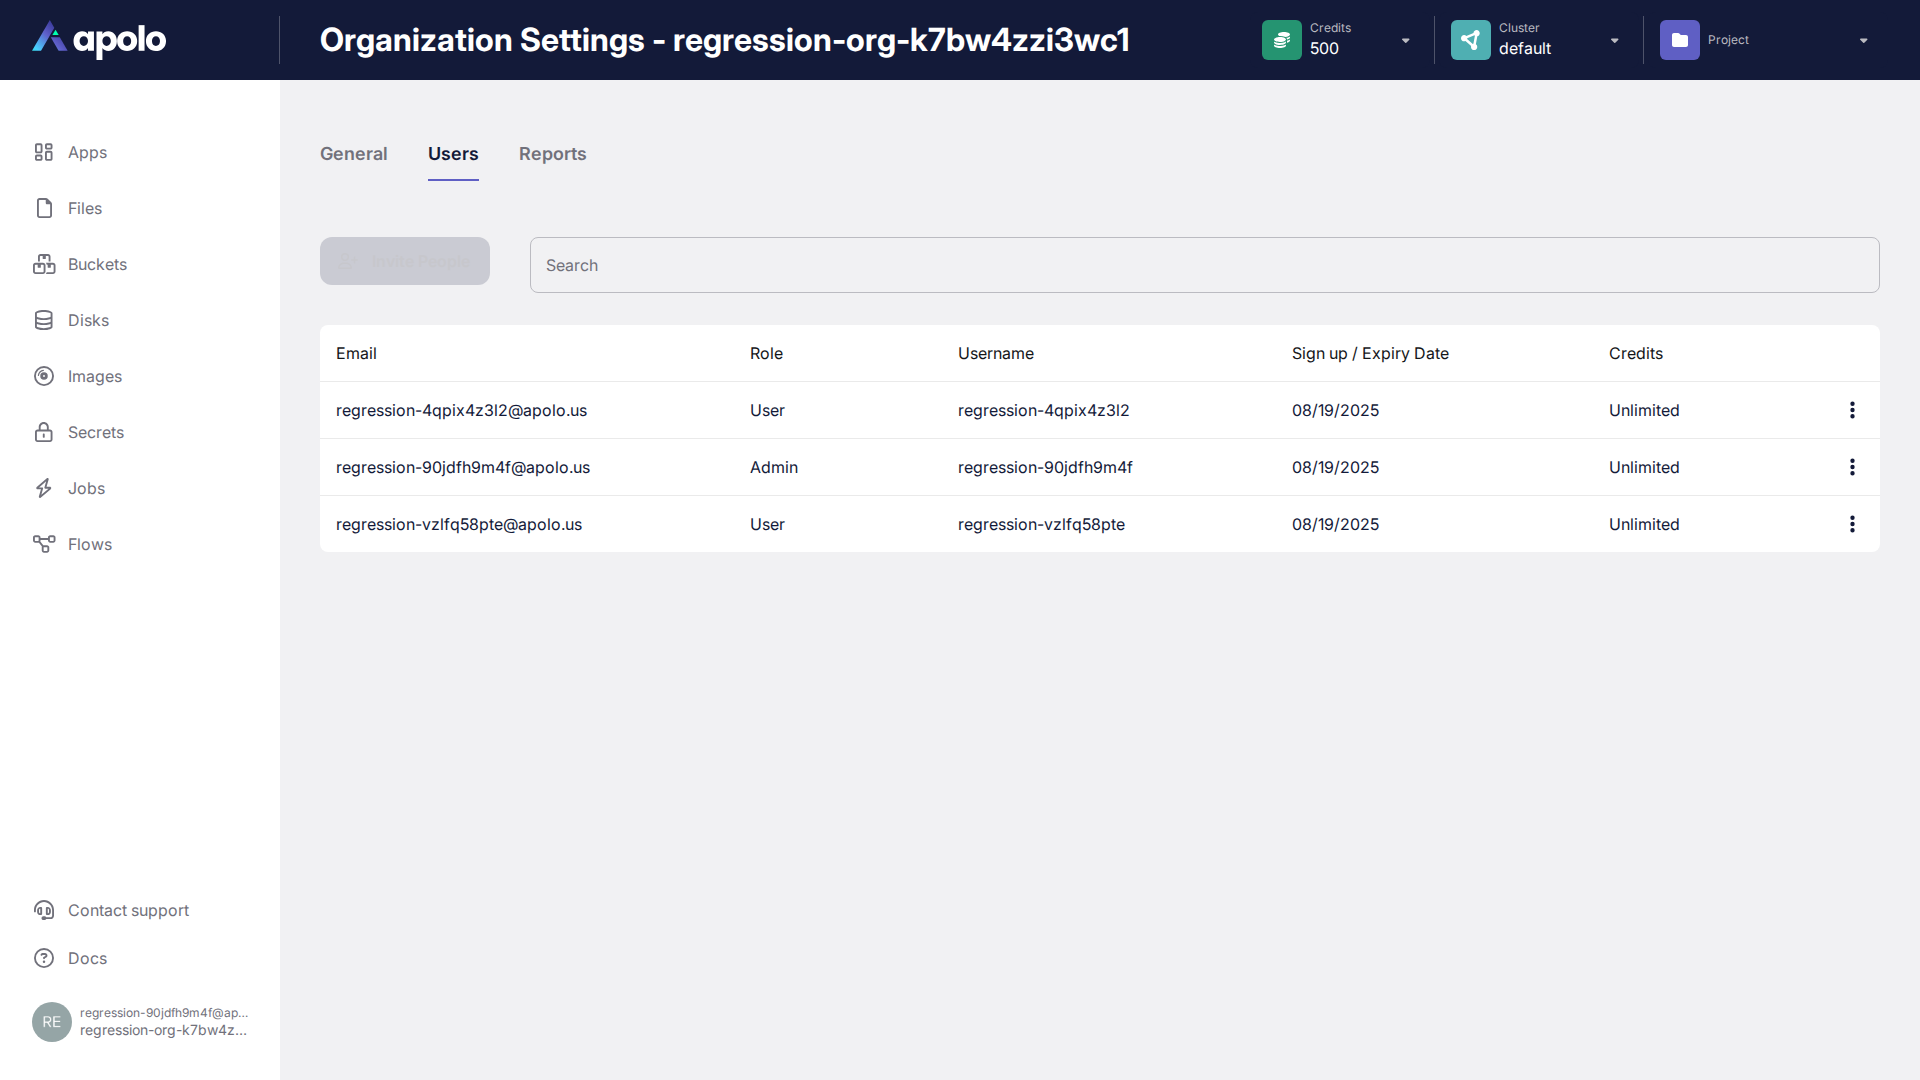 apolo
Organization Settings - regression-org-k7bw4zzi3wc1
Credits
500
Cluster
default
Project
Apps
Files
Buckets
Disks
Images
Secrets
Jobs
Flows
Contact support
Docs
RE
regression-90jdfh9m4f@ap...
regression-org-k7bw4z...
General Users Reports
Invite People
Search
Email Role Username Sign up / Expiry Date Credits
regression-4qpix4z3l2@apolo.us User regression-4qpix4z3l2 08/19/2025 Unlimited
regression-90jdfh9m4f@apolo.us Admin regression-90jdfh9m4f 08/19/2025 Unlimited
regression-vzlfq58pte@apolo.us User regression-vzlfq58pte 08/19/2025 Unlimited